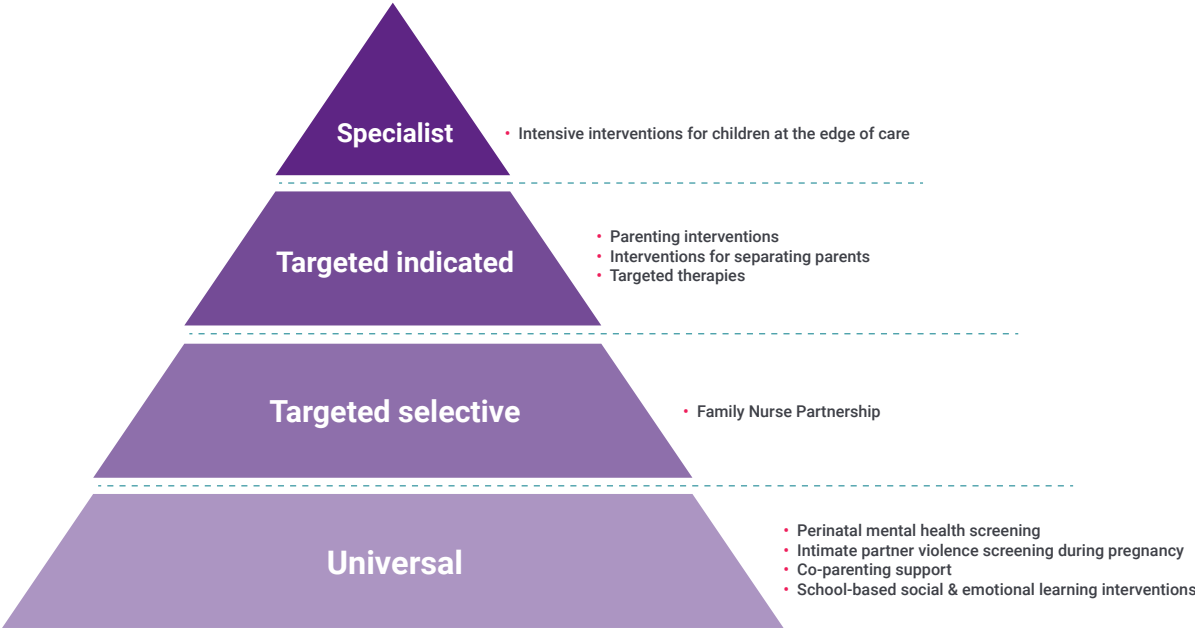 Specialist
• Intensive interventions for children at the edge of care
Targeted indicated
• Parenting interventions
• Interventions for separating parents
• Targeted therapies
Targeted selective
• Family Nurse Partnership
Universal
• Perinatal mental health screening
• Intimate partner violence screening during pregnancy
• Co-parenting support
• School-based social & emotional learning interventions